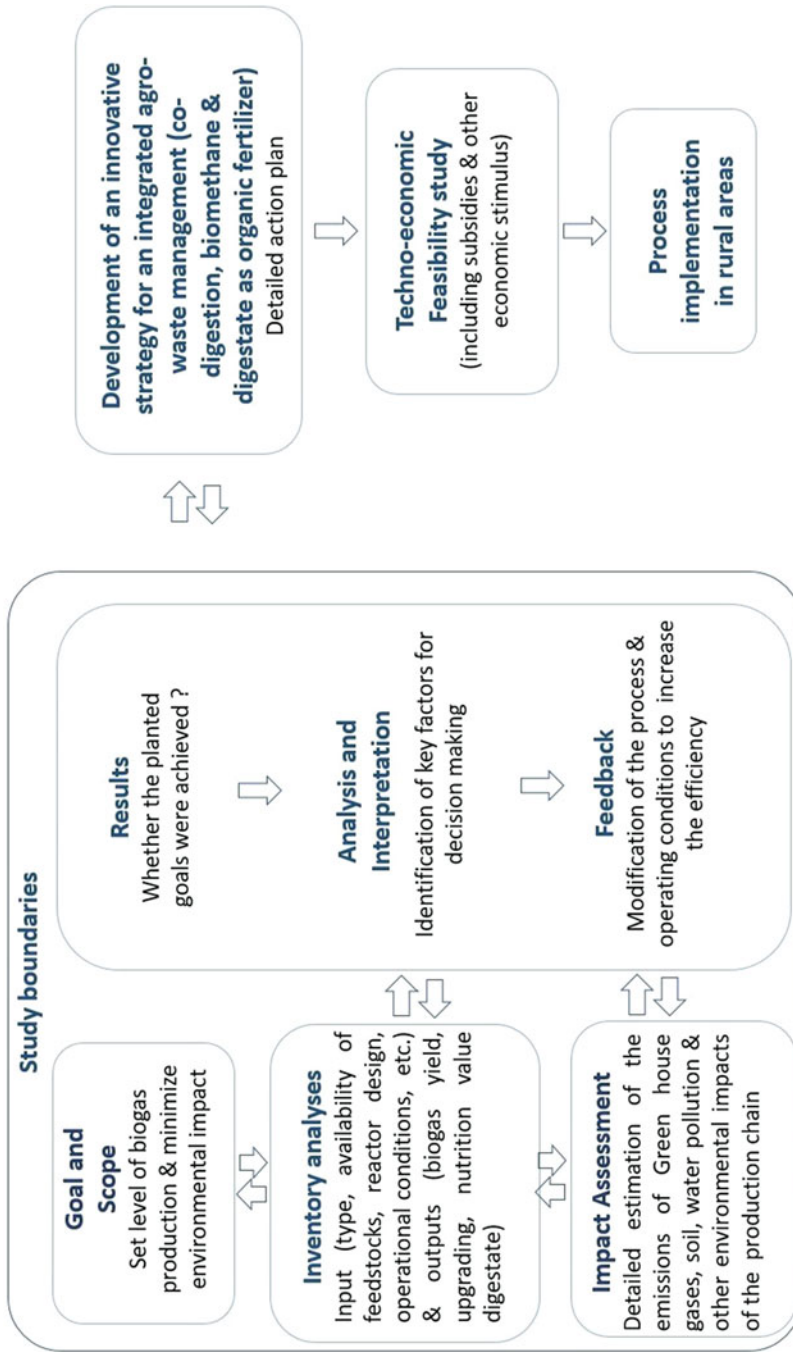 Study boundaries
Goal and
Scope
Set level of biogas
production & minimize
environmental impact
Inventory analyses
Input (type, availability of
feedstocks, reactor design,
operational conditions, etc.)
& outputs (biogas yield,
upgrading, nutrition value
digestate)
Impact Assessment
Detailed estimation of the
emissions of Green house
gases, soil, water pollution &
other environmental impacts
of the production chain
Results
Whether the planted
goals were achieved ?
Analysis and
Interpretation
Identification of key factors for
decision making
Feedback
Modification of the process &
operating conditions to increase
the efficiency
Development of an innovative
strategy for an integrated agro-
waste management (co-
digestion, biomethane &
digestate as organic fertilizer)
Detailed action plan
Techno-economic
Feasibility study
(including subsidies & other
economic stimulus)
Process
implementation
in rural areas